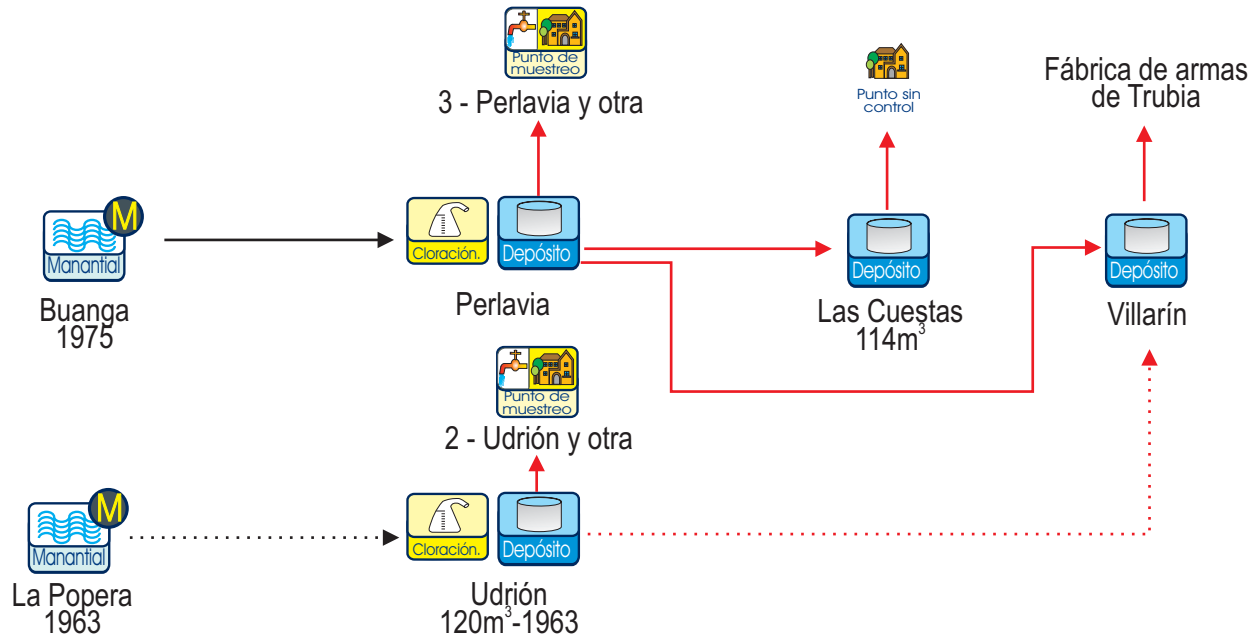 Punto de
muestreo
3 - Perlavia y otra
Punto sin
control
Fábrica de armas
de Trubia
M
Manantial
Buanga
1975
Cloración.
Depósito
Perlavia
Depósito
Las Cuestas
114m³
Depósito
Villarín
Punto de
muestreo
2 - Udrión y otra
M
Manantial
La Popera
1963
Cloración.
Depósito
Udrión
120m³-1963